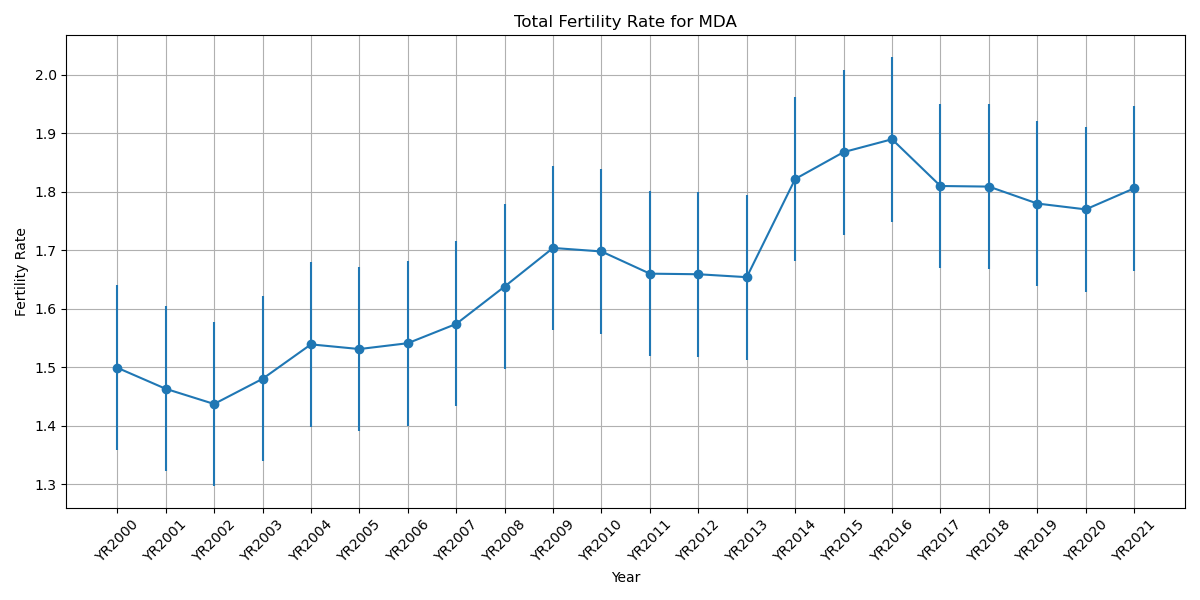 Total Fertility Rate for MDA
Fertility Rate
2.0
1.9
1.8
1.7
1.6
1.5
1.4
1.3
YR2000
YR2001
YR2002
YR2003
YR2004
YR2005
YR2006
YR2007
YR2008
YR2009
YR2010
YR2011
YR2012
YR2013
YR2014
YR2015
YR2016
YR2017
YR2018
YR2019
YR2020
YR2021
Year